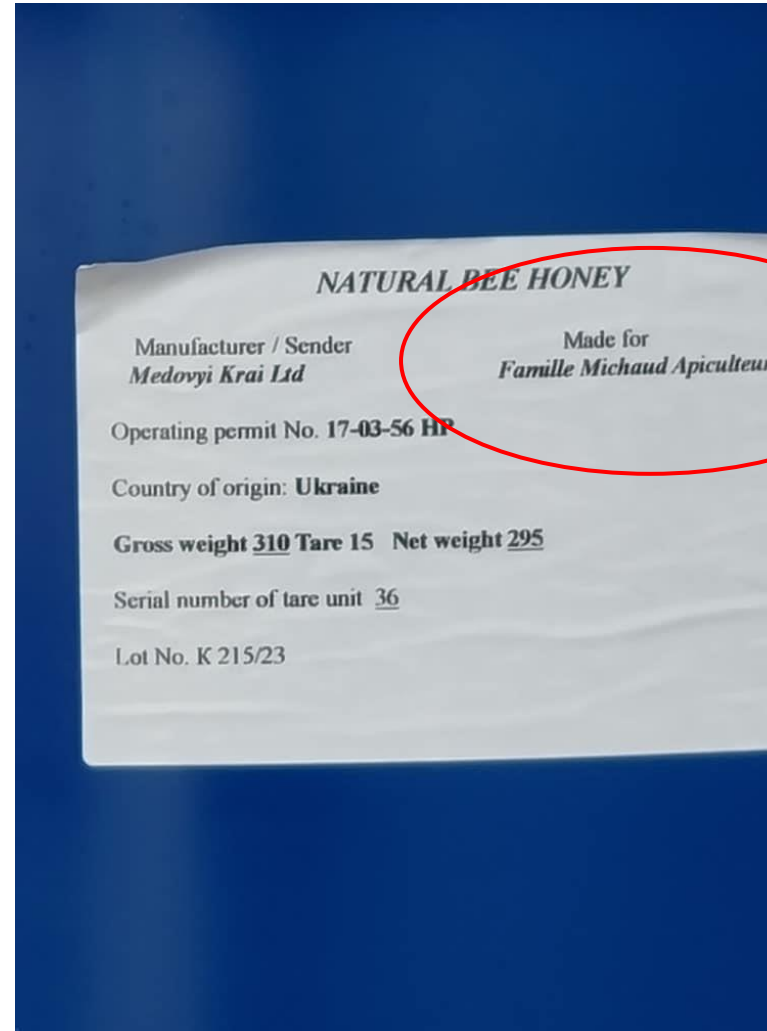 NATURAL BEE HONEY
Manufacturer / Sender
Medovyi Krai Ltd
Made for
Famille Michaud Apiculteur
Operating permit No. 17-03-56 HP
Country of origin: Ukraine
Gross weight 310 Tare 15 Net weight 295
Serial number of tare unit 36
Lot No. K 215/23